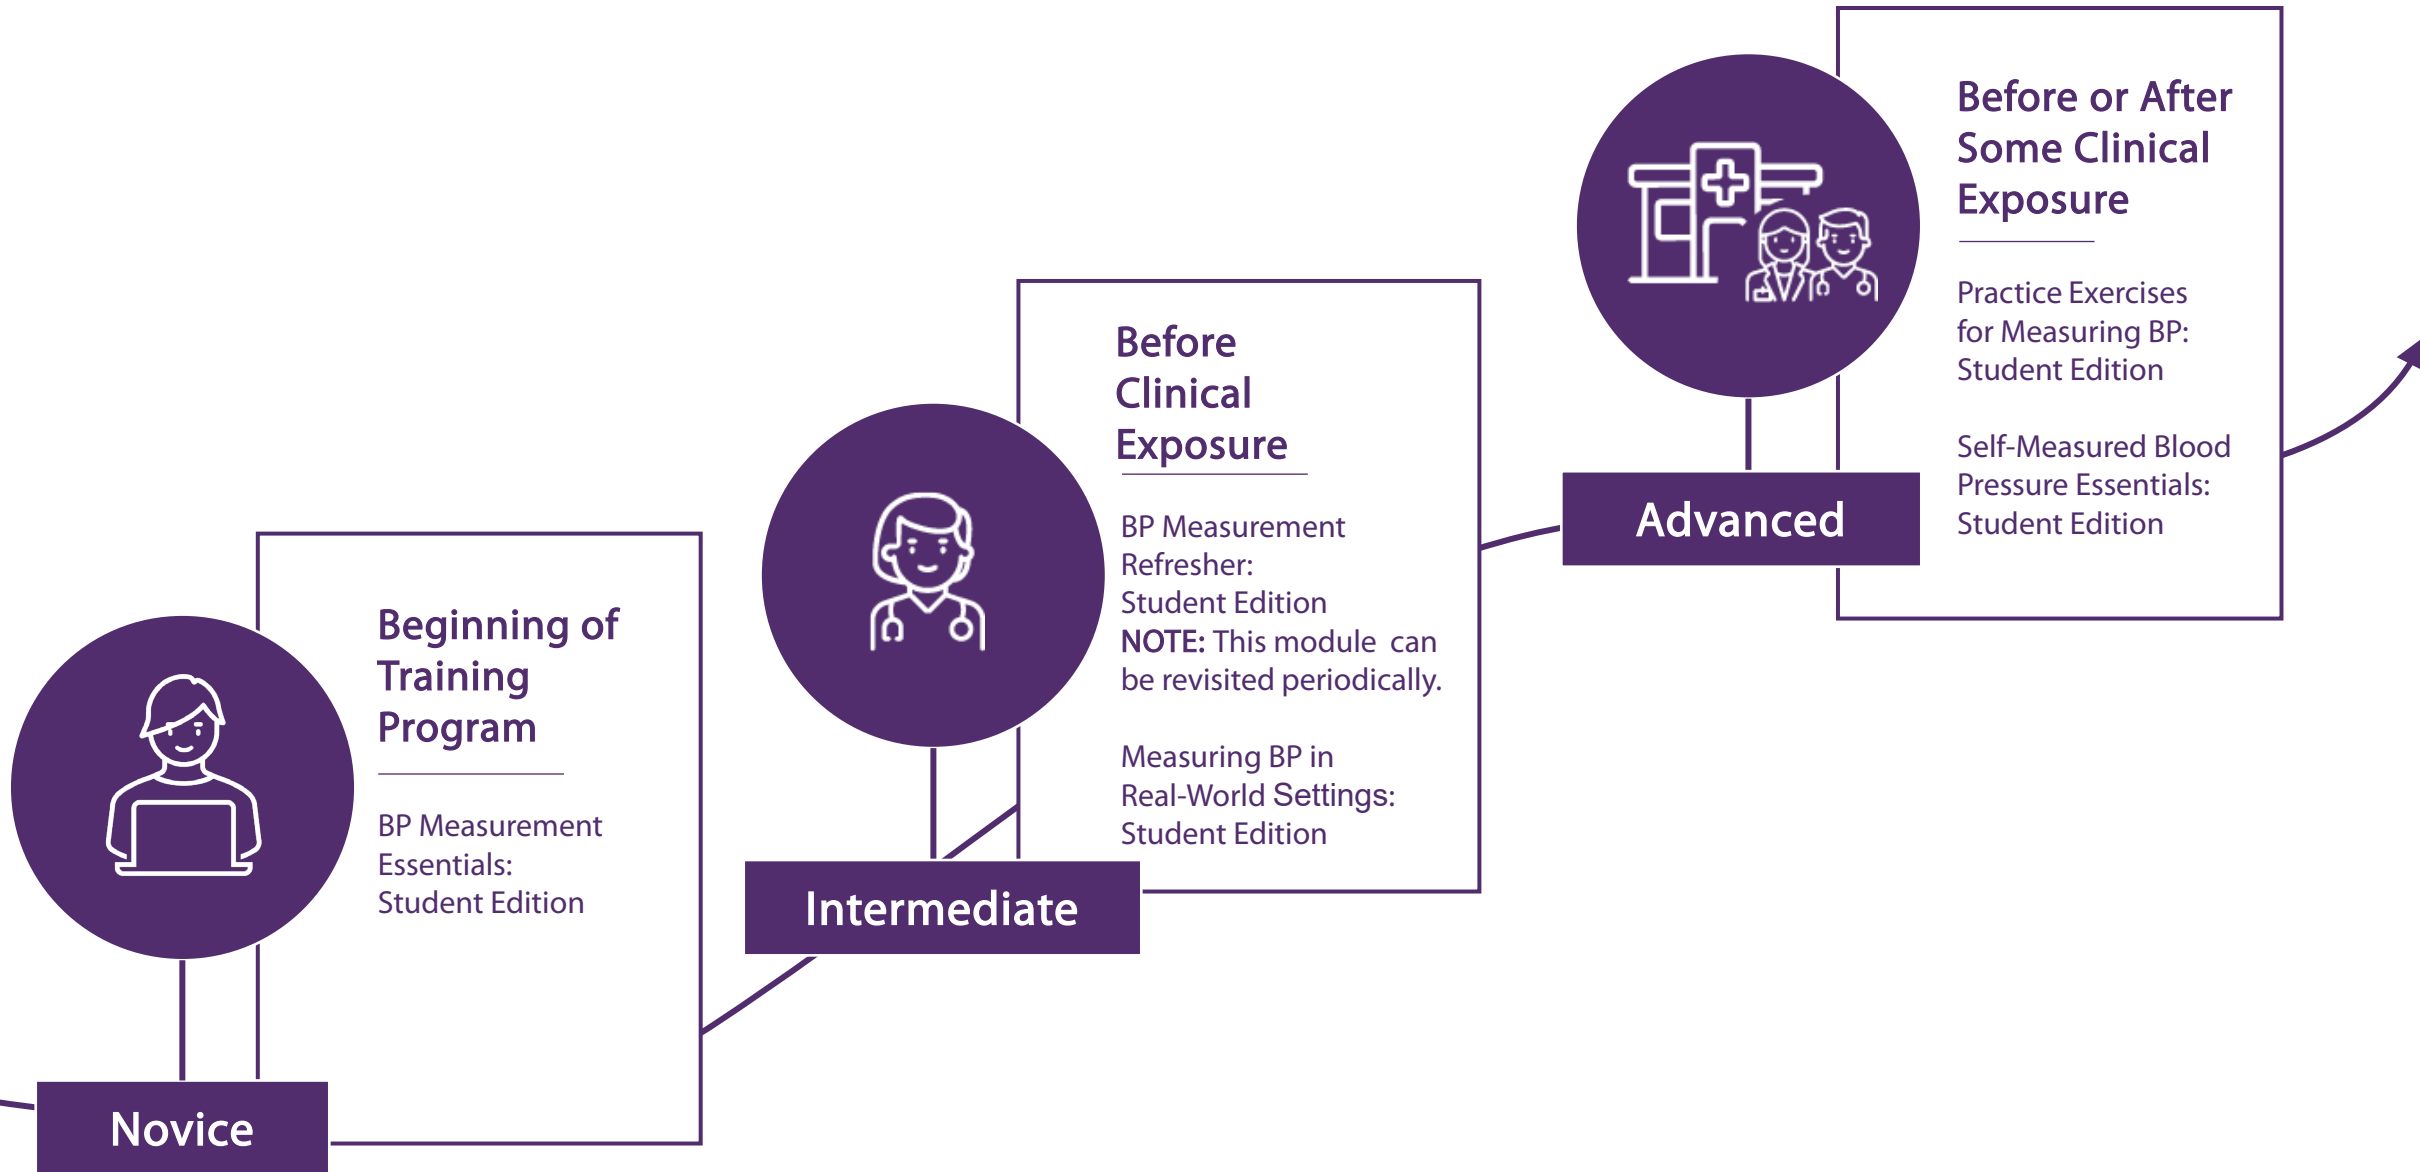 Beginning of
Training
Program
BP Measurement
Essentials:
Student Edition
Novice
Before
Clinical
Exposure
BP Measurement
Refresher:
Student Edition
NOTE: This module can
be revisited periodically.
Measuring BP in
Real-World Settings:
Student Edition
Intermediate
Before or After
Some Clinical
Exposure
Practice Exercises
for Measuring BP:
Student Edition
Self-Measured Blood
Pressure Essentials:
Student Edition
Advanced